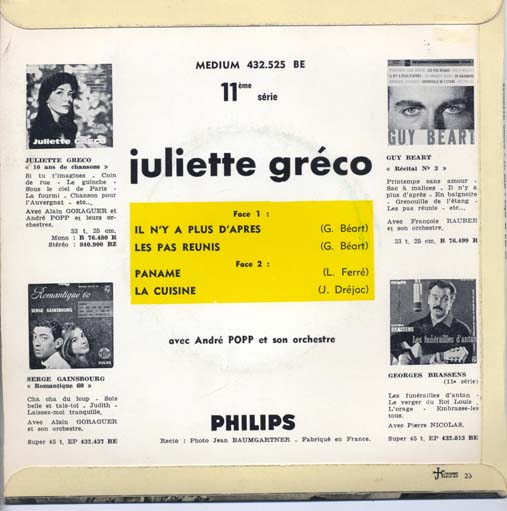 MEDIUM 432.525 BE
11ème série
juliette gréco
Face 1 :
IL N'Y A PLUS D'APRES (G. Béart)
LES PAS REUNIS (G. Béart)
Face 2 :
PANAME (L. Ferré)
LA CUISINE (J. Dréjac)
avec André POPP et son orchestre
PHILIPS
Recto : Photo Jean BAUMGARTNER . Fabriqué en France.
Juliette GRECO
JULIETTE GRECO
« 10 ans de chansons »
Si tu t'imagines - Coin
de rue - Le guinche -
Sous le ciel de Paris -
La fourmi - Chanson pour
l'Auvergnat - etc...,
Avec Alain GORAGUER et
André POPP et leurs or-
chestres,
33 t, 25 cm,
Mono : B 76.480 R
Stéréo : 840.900 BZ
Romantique 60
SERGE GAINSBOURG
SERGE GAINSBOURG
« Romantique 60 »
Cha cha du loup - Sois
belle et tais-toi - Judith -
Laissez-moi tranquille,
Avec Alain GORAGUER
et son orchestre,
Super 45 t, EP 432.437 BE
GUY BEART
GUY BEART
« Récital N° 3 »
Printemps sans amour -
Sac à malices - Il n'y a
plus d'après - En baignoire
- Grenouille de l'étang -
Les pas réunis - etc...,
Avec François RAUBER
et son orchestre,
33 t, 25 cm, B 76.499 R
PHILIPS
BRASSENS
Les funérailles d'antan
GEORGES BRASSENS
(11e série)
Les funérailles d'antan -
Le verger du Roi Louis -
L'orage - Embrasse-les
tous.
Avec Pierre NICOLAS,
Super 45 t, EP 432.513 BE
23